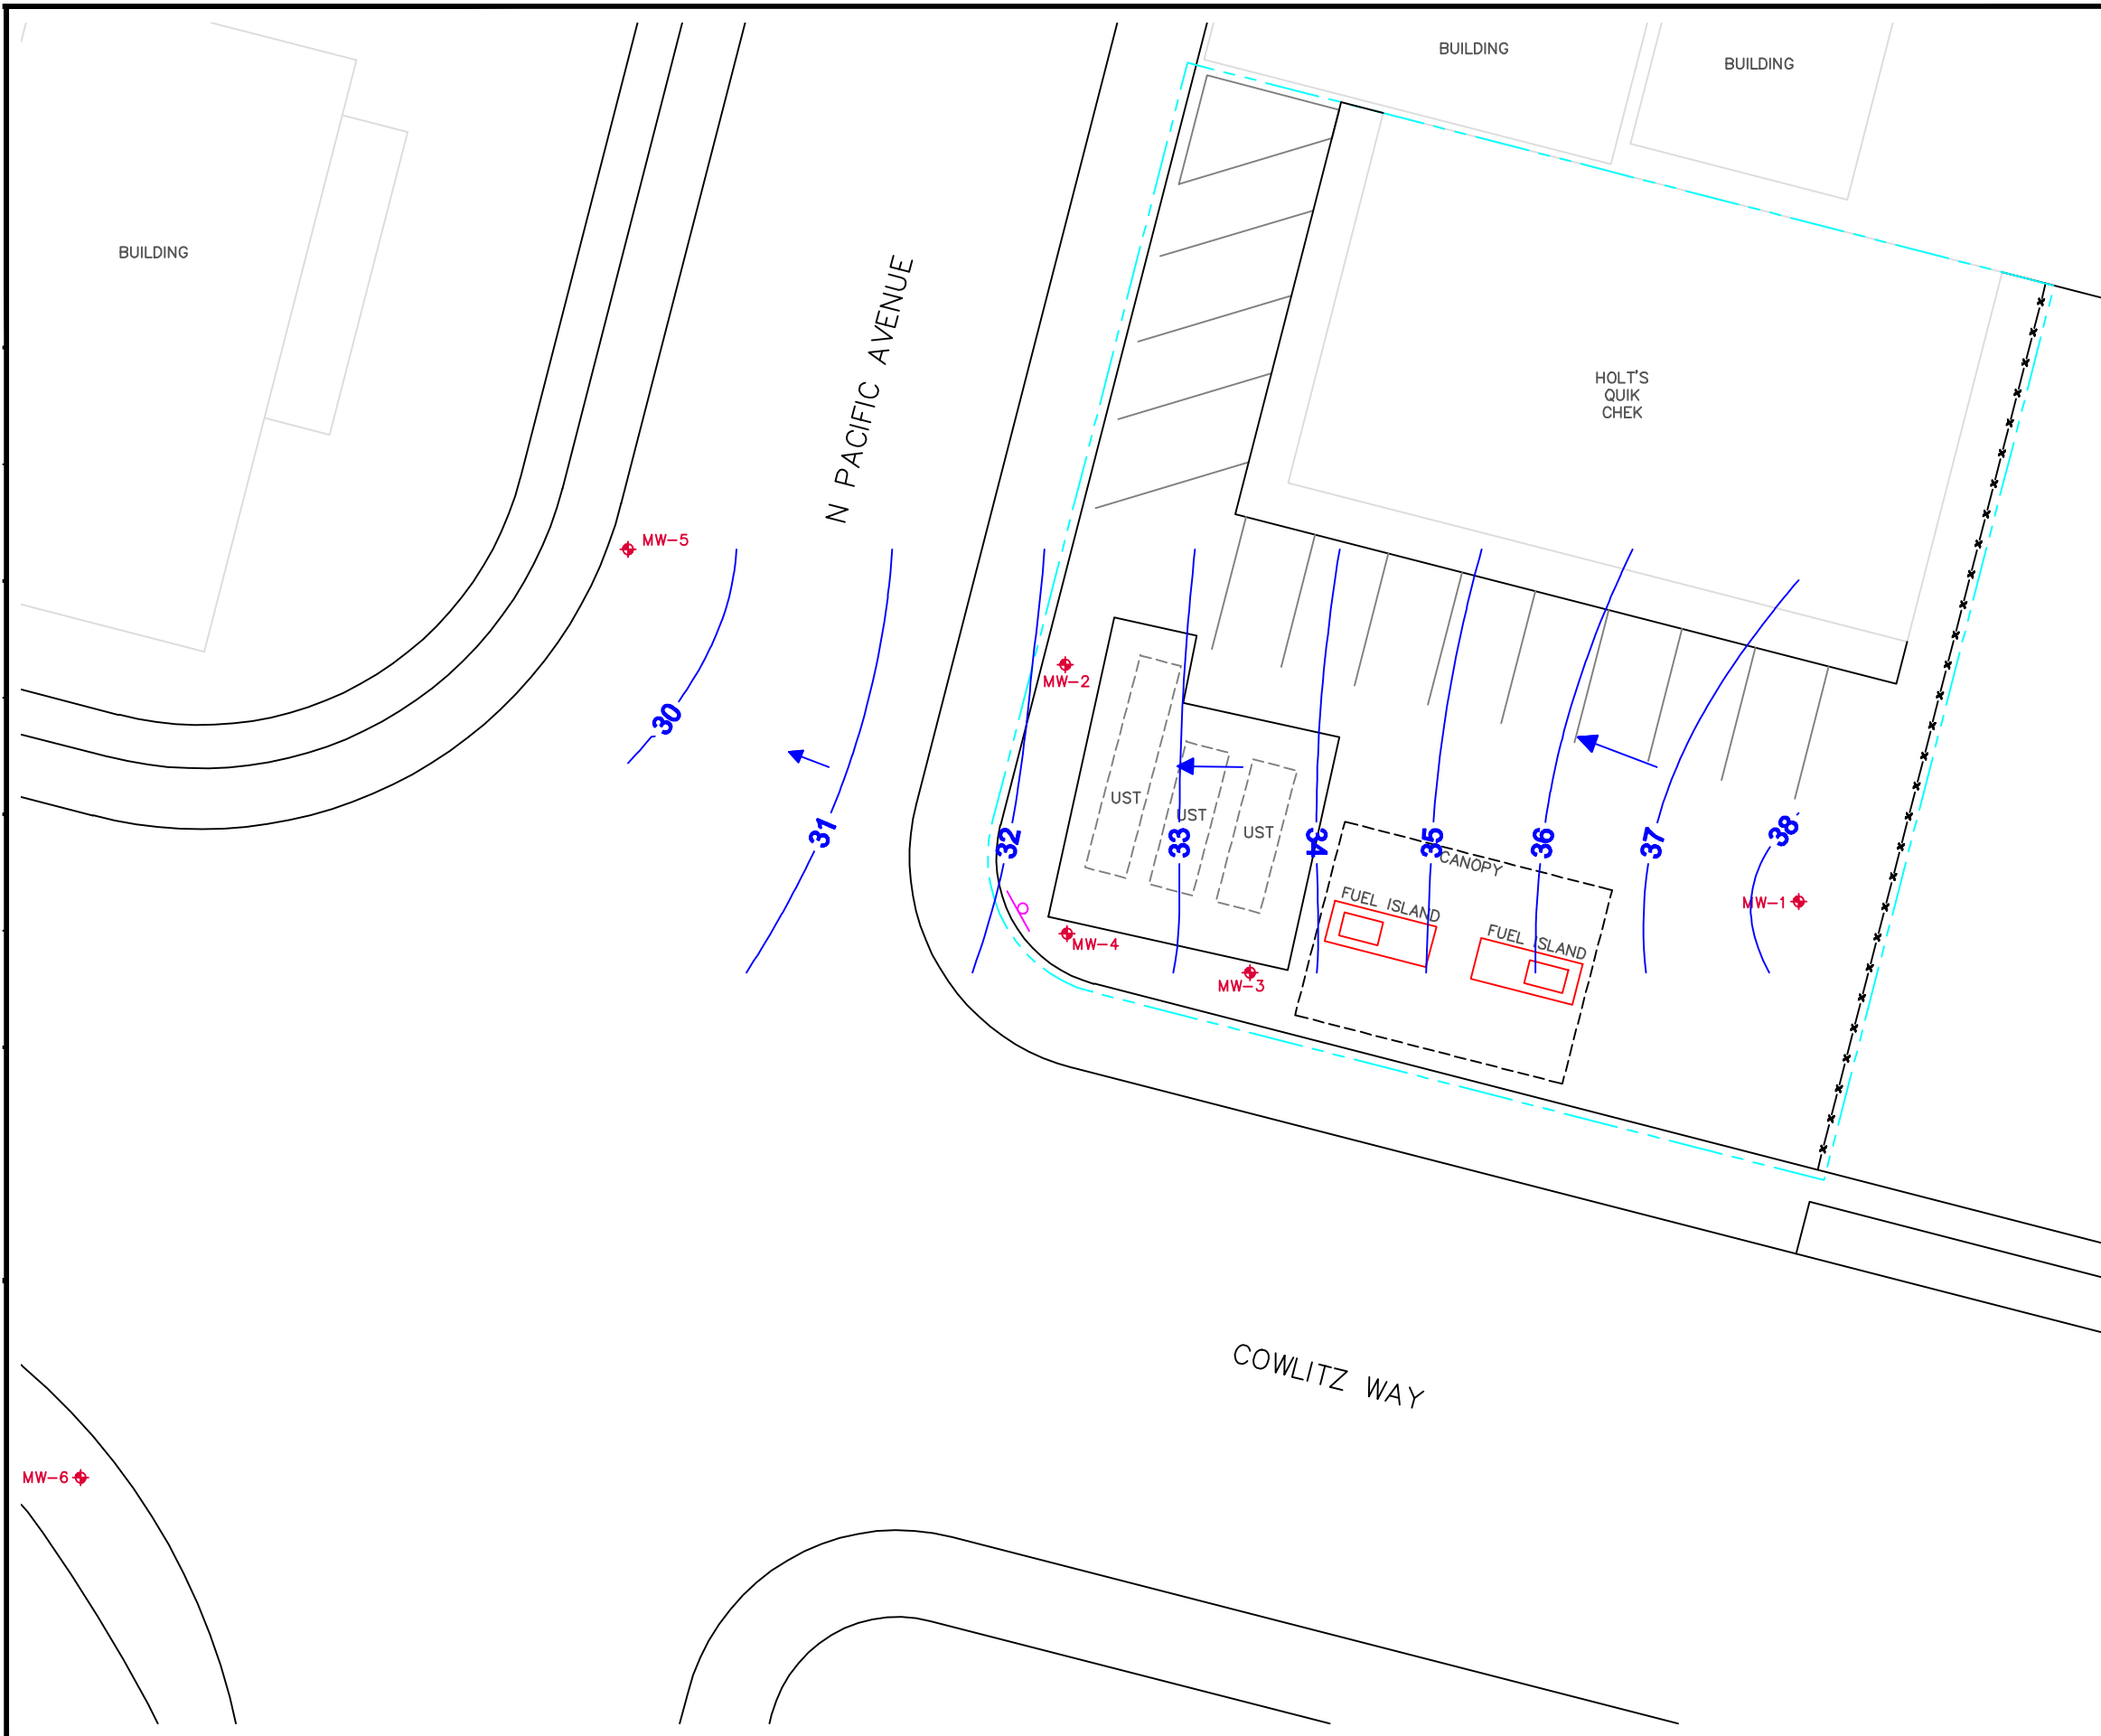 BUILDING
BUILDING
BUILDING
N PACIFIC AVENUE
HOLT'S
QUIK
CHEK
MW-5
MW-2
30
UST
UST
UST
31
32
33
34
35
36
37
38
CANOPY
FUEL ISLAND
FUEL ISLAND
MW-1
MW-4
MW-3
COWLITZ WAY
MW-6